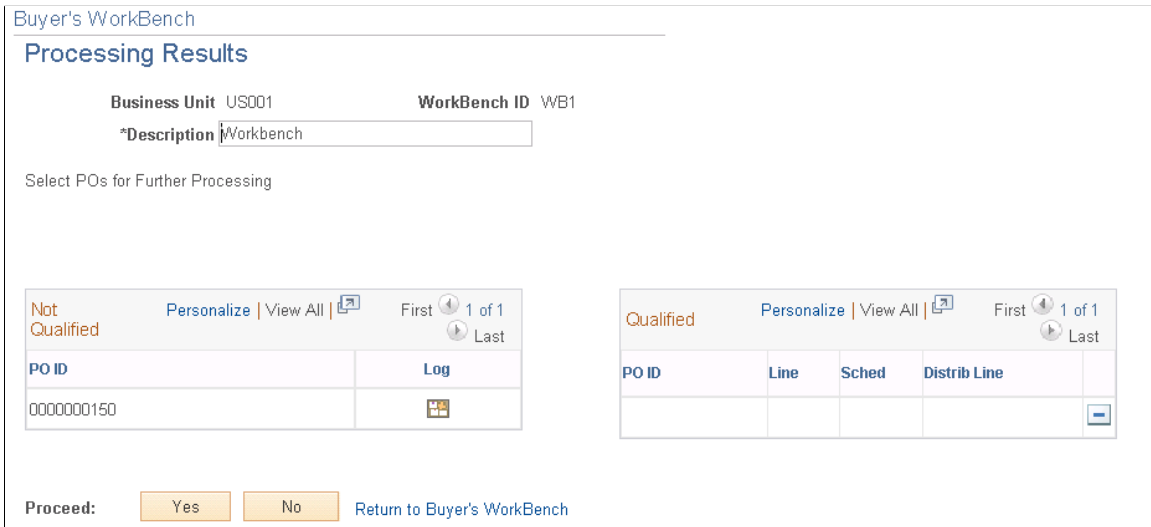 Buyer's WorkBench
Processing Results
Business Unit US001 WorkBench ID WB1
*Description Workbench
Select POs for Further Processing
Not Qualified Personalize | View All | First 1 of 1 Last
PO ID Log
0000000150
Qualified Personalize | View All | First 1 of 1 Last
PO ID Line Sched Distrib Line
Proceed: Yes No Return to Buyer's WorkBench